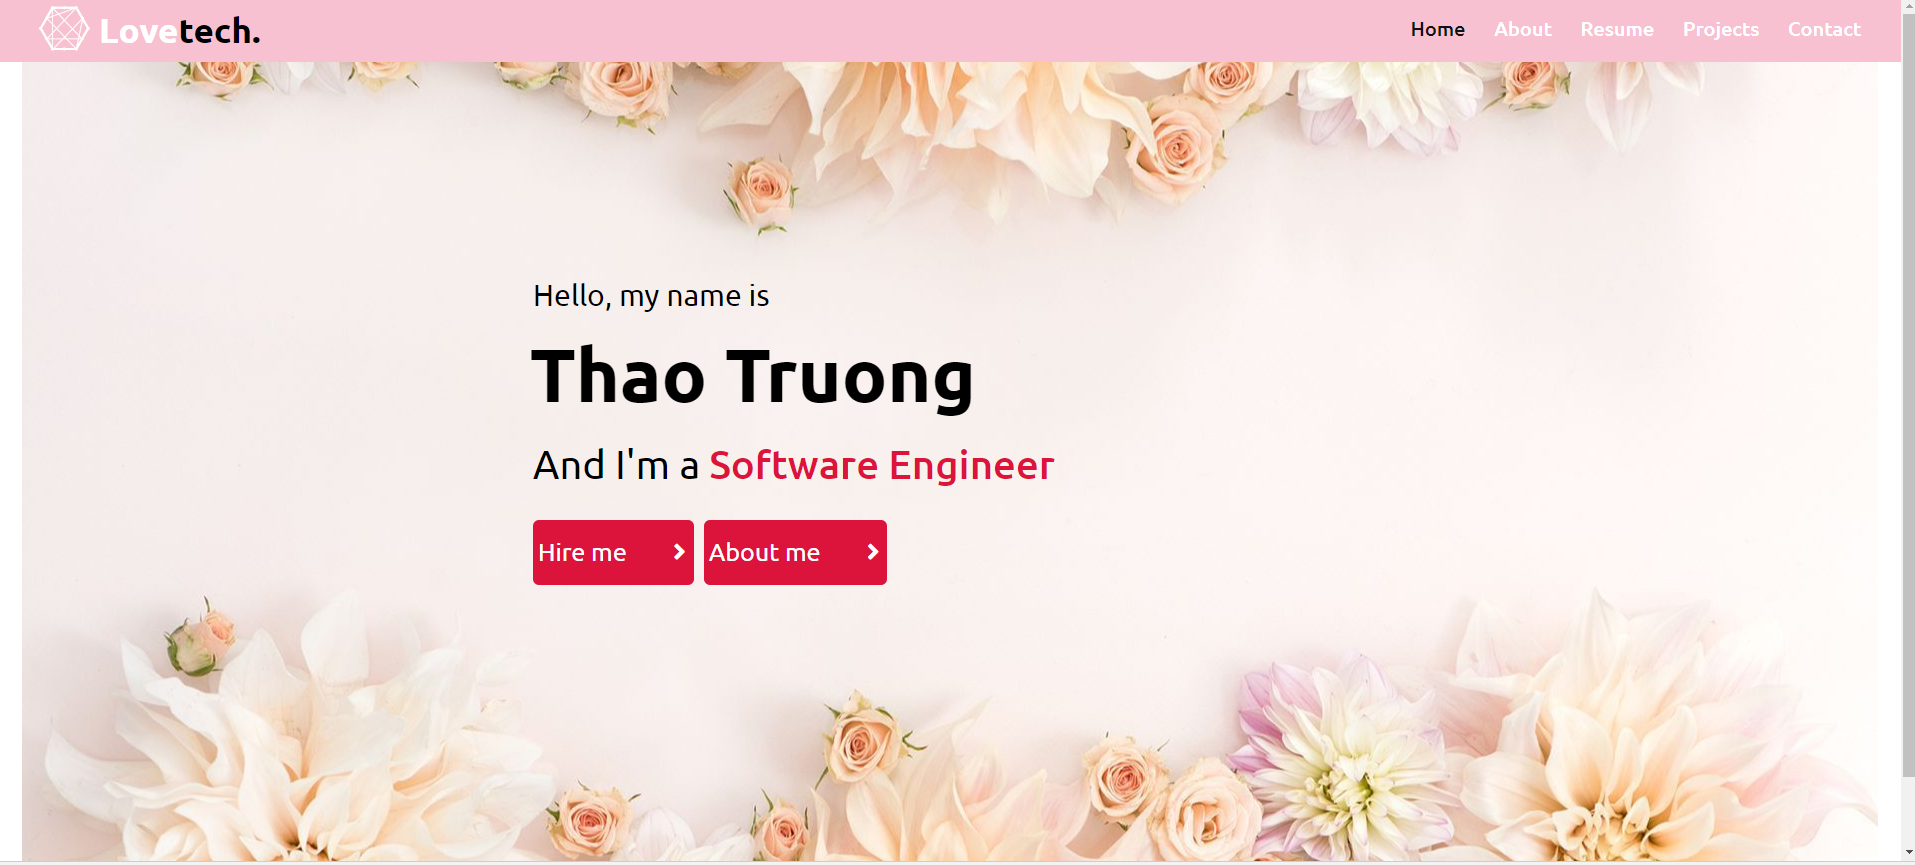 Lovetech.
Home About Resume Projects Contact
Hello, my name is
Thao Truong
And I'm a Software Engineer
Hire me
About me